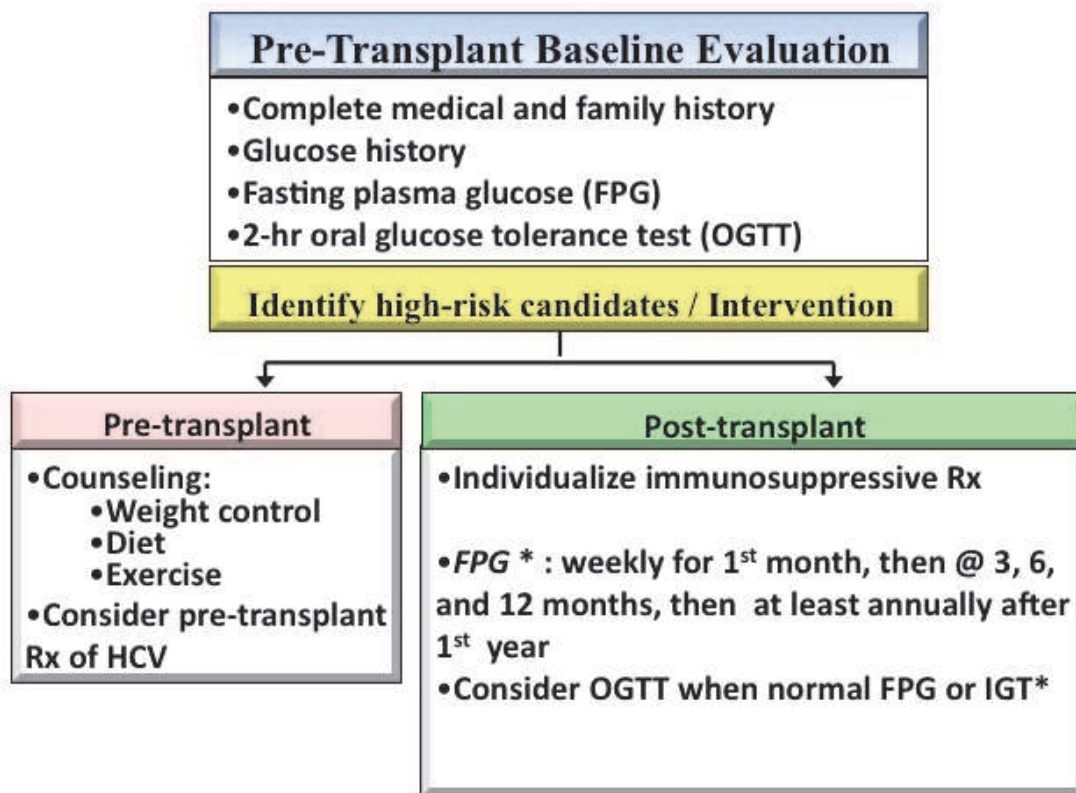 Pre-Transplant Baseline Evaluation
•Complete medical and family history
•Glucose history
•Fasting plasma glucose (FPG)
•2-hr oral glucose tolerance test (OGTT)
Identify high-risk candidates / Intervention
Pre-transplant
•Counseling:
•Weight control
•Diet
•Exercise
•Consider pre-transplant
Rx of HCV
Post-transplant
•Individualize immunosuppressive Rx
•FPG * : weekly for 1st month, then @ 3, 6,
and 12 months, then at least annually after
1st year
•Consider OGTT when normal FPG or IGT*